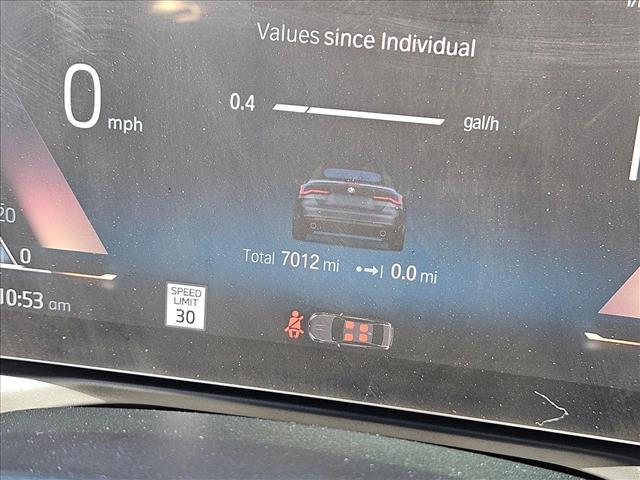 Values since Individual
0 mph
0.4 gal/h
20
Total 7012 mi 0.0 mi
0
10:53 am
SPEED
LIMIT
30